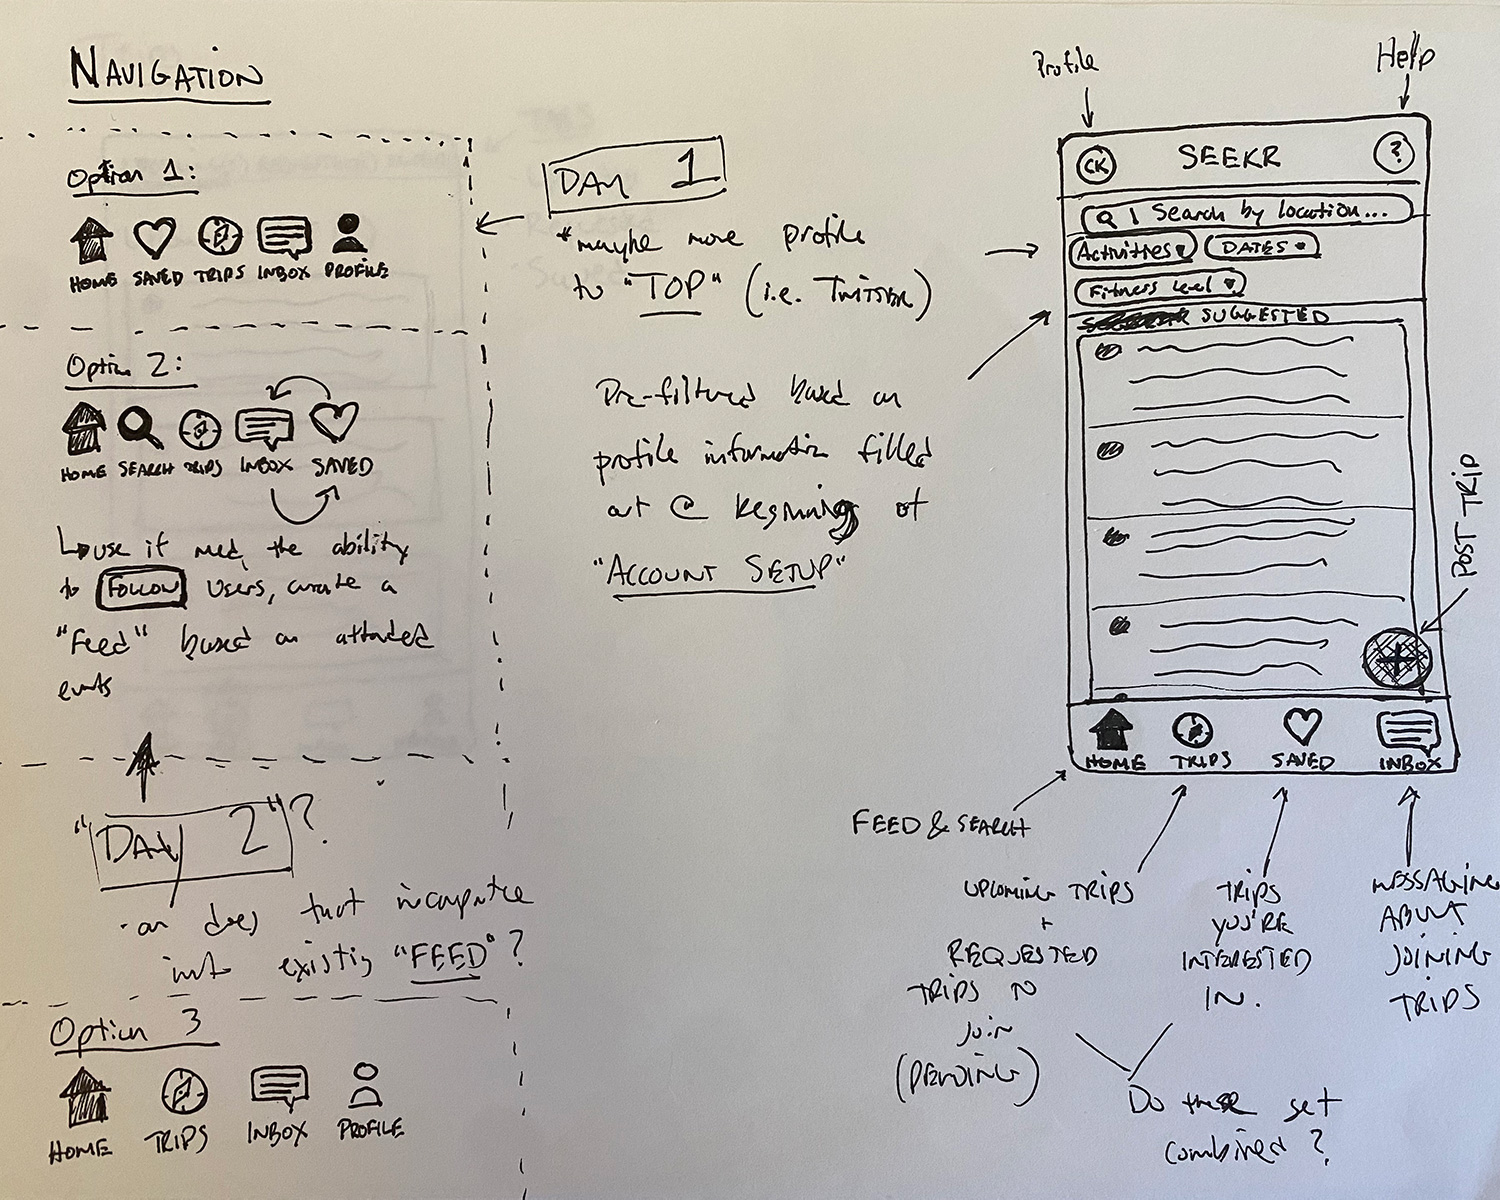 NAVIGATION
Option 1:
HOME SAVED TRIPS INBOX PROFILE
Option 2:
HOME SEARCH TRIPS INBOX SAVED
use if need the ability
to FOLLOW users, curate a
"Feed" based on attended
events
"DAY 2"?
- or does that incorporate
into existing "FEED"?
Option 3
HOME TRIPS INBOX PROFILE
DAY 1
*maybe move profile
to "TOP" (i.e. TWITTER)
Pre-filtered based on
profile information filled
out @ beginning of
"ACCOUNT SETUP"
Profile
Help
CK SEEKR ?
Search by location...
Activities DATES
Fitness level
SUGGESTED
POST TRIP
+
HOME TRIPS SAVED INBOX
FEED & SEARCH
UPCOMING TRIPS
+
REQUESTED
TRIPS TO
JOIN
(PENDING)
TRIPS
YOU'RE
INTERESTED
IN.
MESSAGING
ABOUT
JOINING
TRIPS
Do these get
combined?